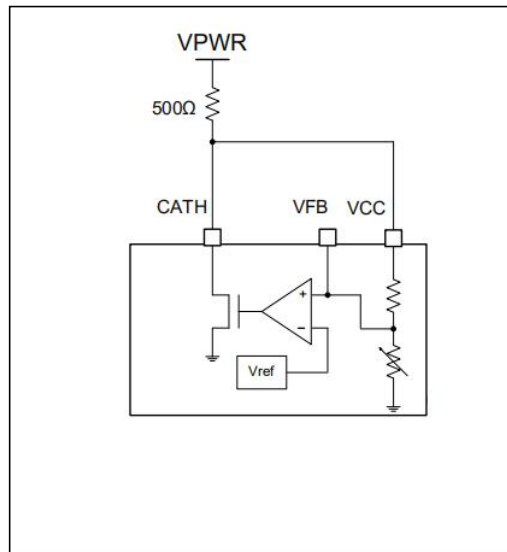 VPWR
500Ω
CATH VFB VCC
+
−
Vref